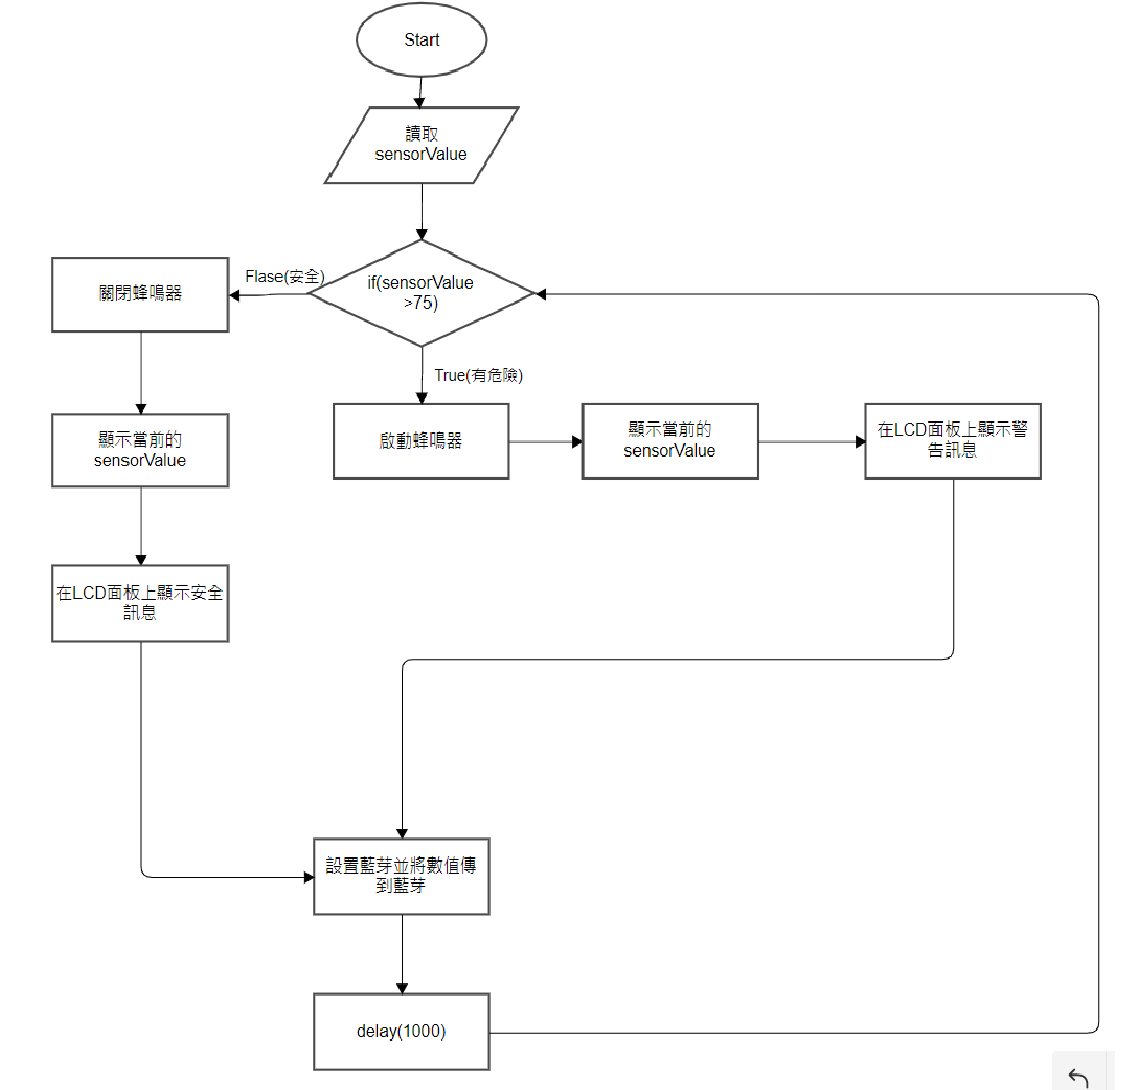 Start
讀取
sensorValue
if(sensorValue
>75)
Flase(安全)
True(有危險)
關閉蜂鳴器
顯示當前的
sensorValue
在LCD面板上顯示安全
訊息
啟動蜂鳴器
顯示當前的
sensorValue
在LCD面板上顯示警
告訊息
設置藍芽並將數值傳
到藍芽
delay(1000)